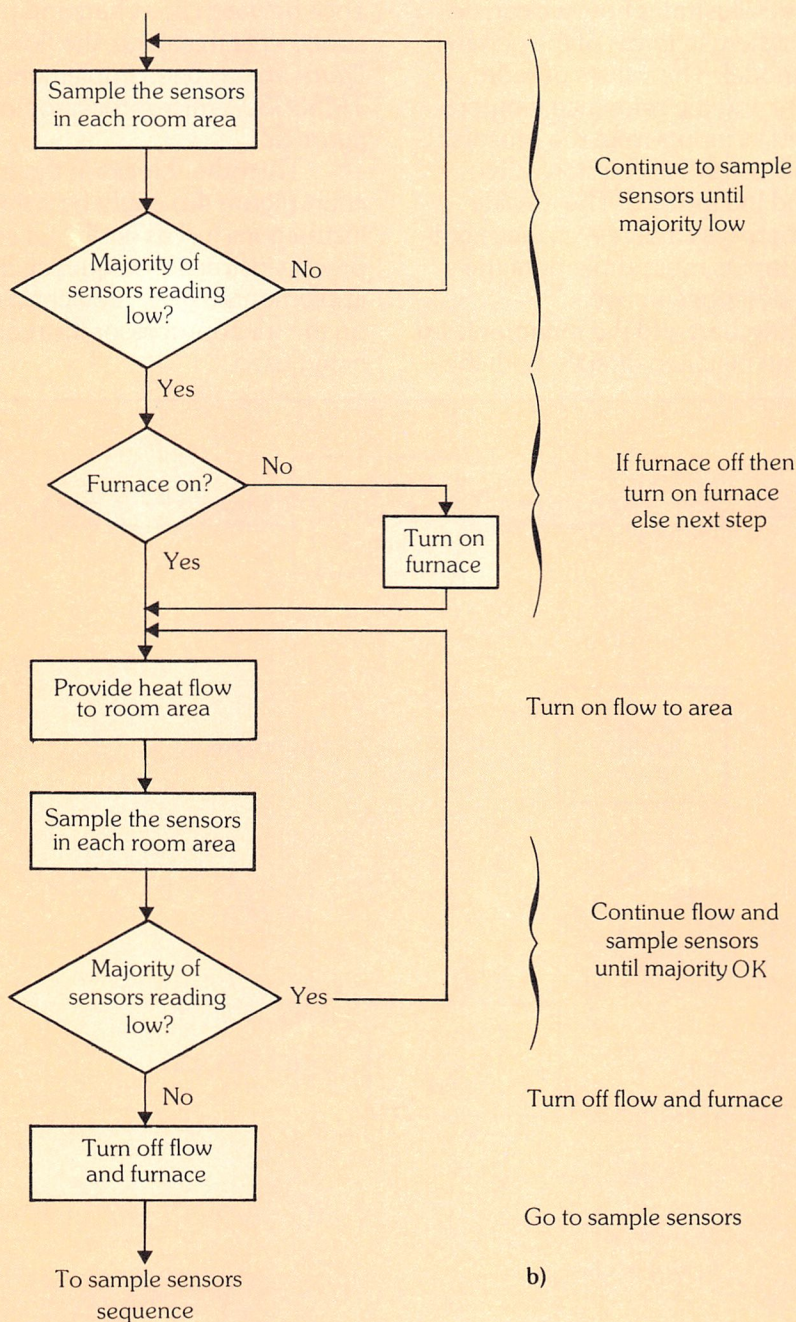 Sample the sensors
in each room area
Continue to sample
sensors until
majority low
Majority of
sensors reading
low?
No
Yes
Furnace on?
No
Yes
Turn on
furnace
If furnace off then
turn on furnace
else next step
Provide heat flow
to room area
Turn on flow to area
Sample the sensors
in each room area
Majority of
sensors reading
low?
Yes
Continue flow and
sample sensors
until majority OK
No
Turn off flow
and furnace
Turn off flow and furnace
Go to sample sensors
To sample sensors
sequence
b)